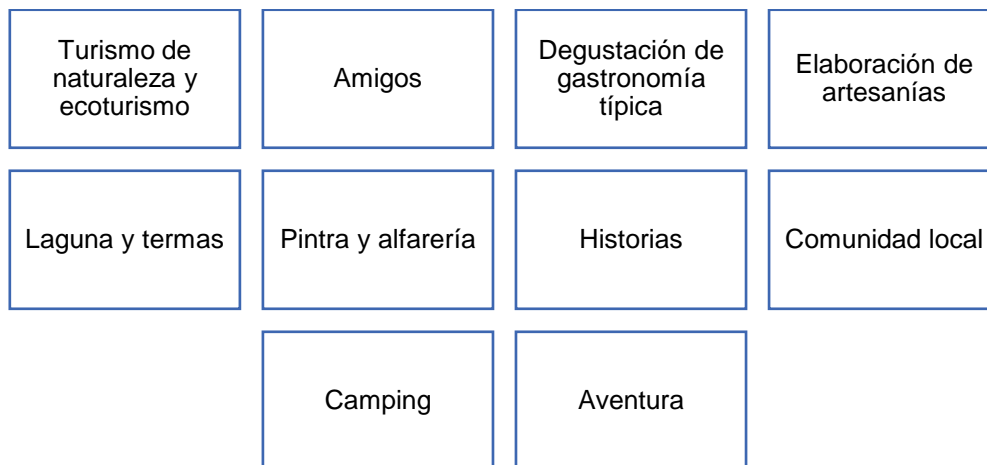 Turismo de
naturaleza y
ecoturismo
Amigos
Degustación de
gastronomía
típica
Elaboración de
artesanías
Laguna y termas
Pintra y alfarería
Historias
Comunidad local
Camping
Aventura